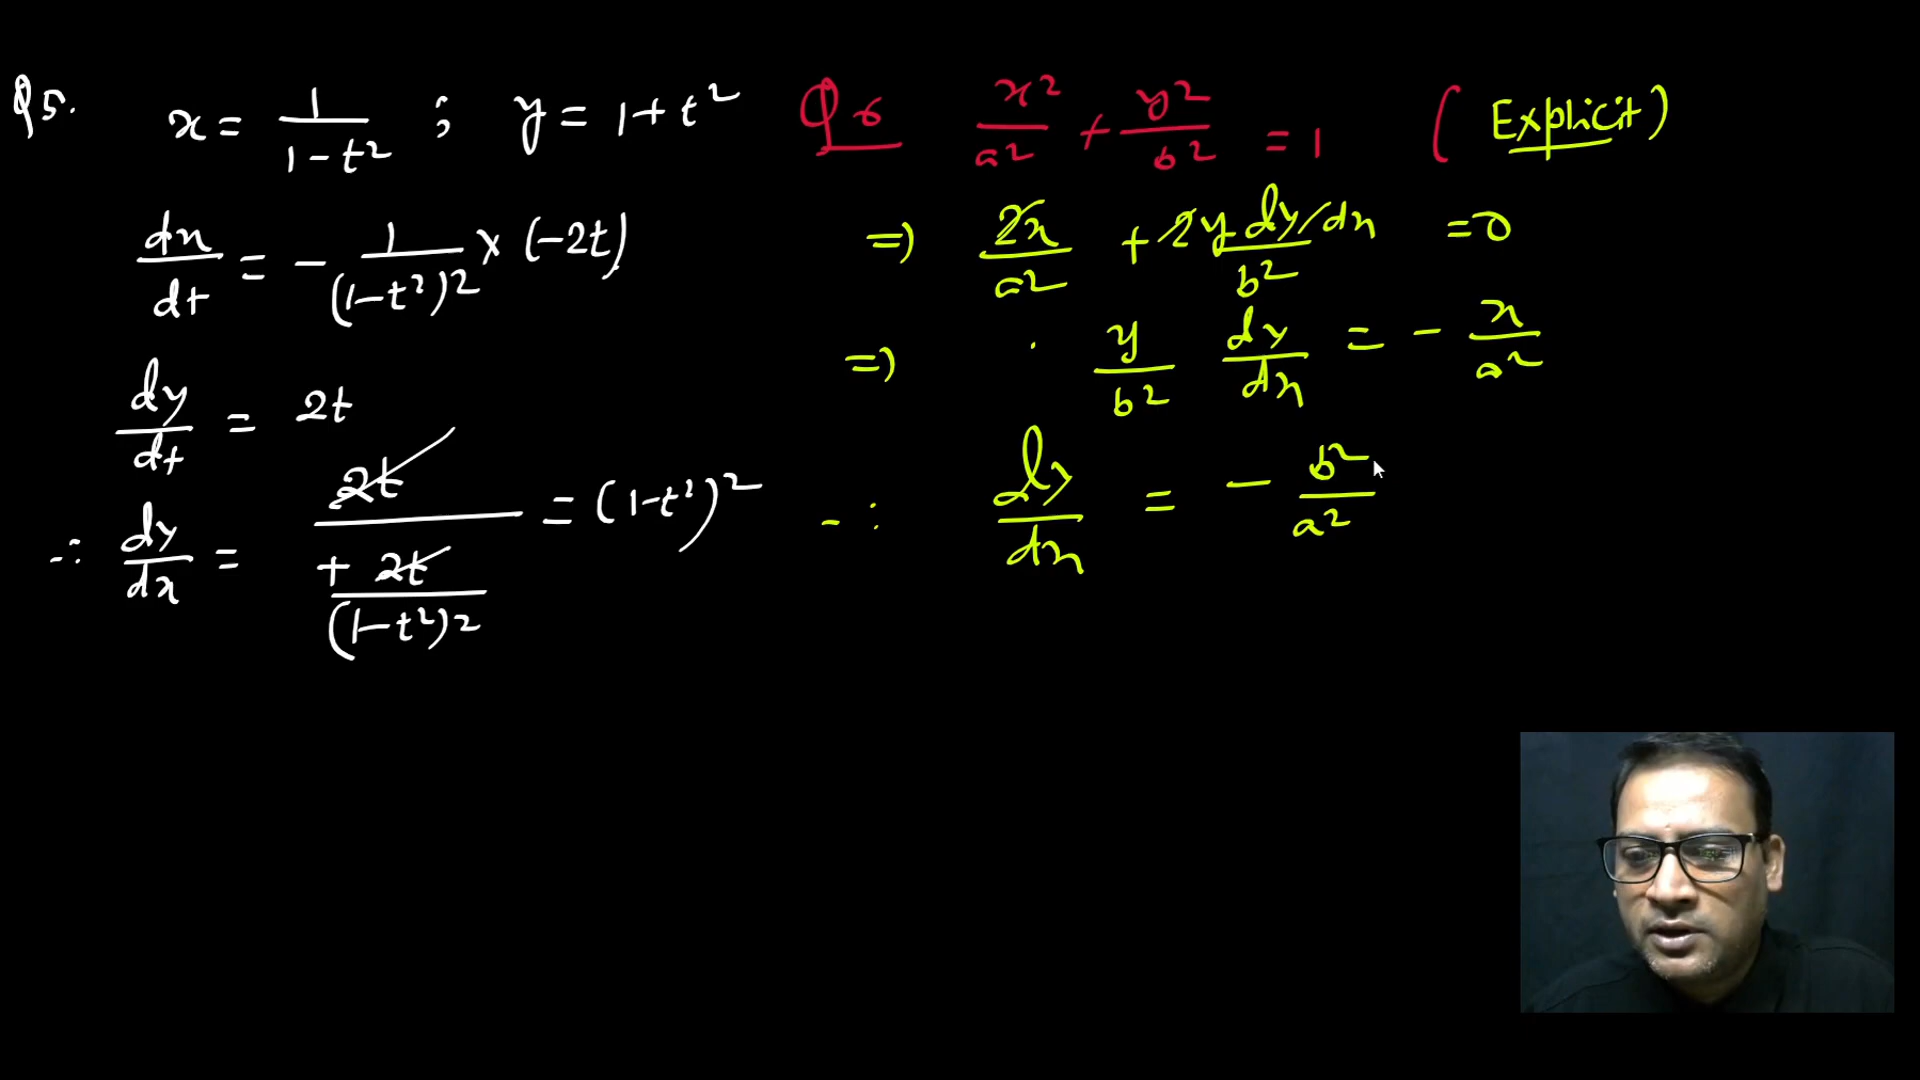 Q5. x = 1/(1-t²) ; y = 1+t²
dx/dt = - 1/(1-t²)² × (-2t)
dy/dt = 2t
∴ dy/dx = 2t/(+2t/(1-t²)²) = (1-t²)²
Q6 x²/a² + y²/b² = 1 (Explicit)
=> 2x/a² + 2y dy/dx/b² = 0
=> y/b² dy/dx = - x/a²
∴ dy/dx = - b²/a²